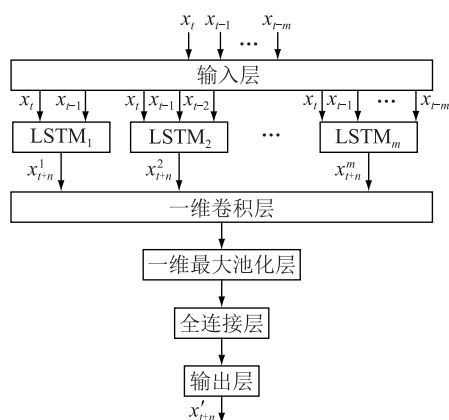 x_t x_{t-1} ... x_{t-m}
输入层
x_t x_{t-1} x_t x_{t-1} x_{t-2} x_t x_{t-1} ... x_{t-m}
LSTM_1 LSTM_2 ... LSTM_m
x^1_{t+n} x^2_{t+n} x^m_{t+n}
一维卷积层
一维最大池化层
全连接层
输出层
x'_{t+n}